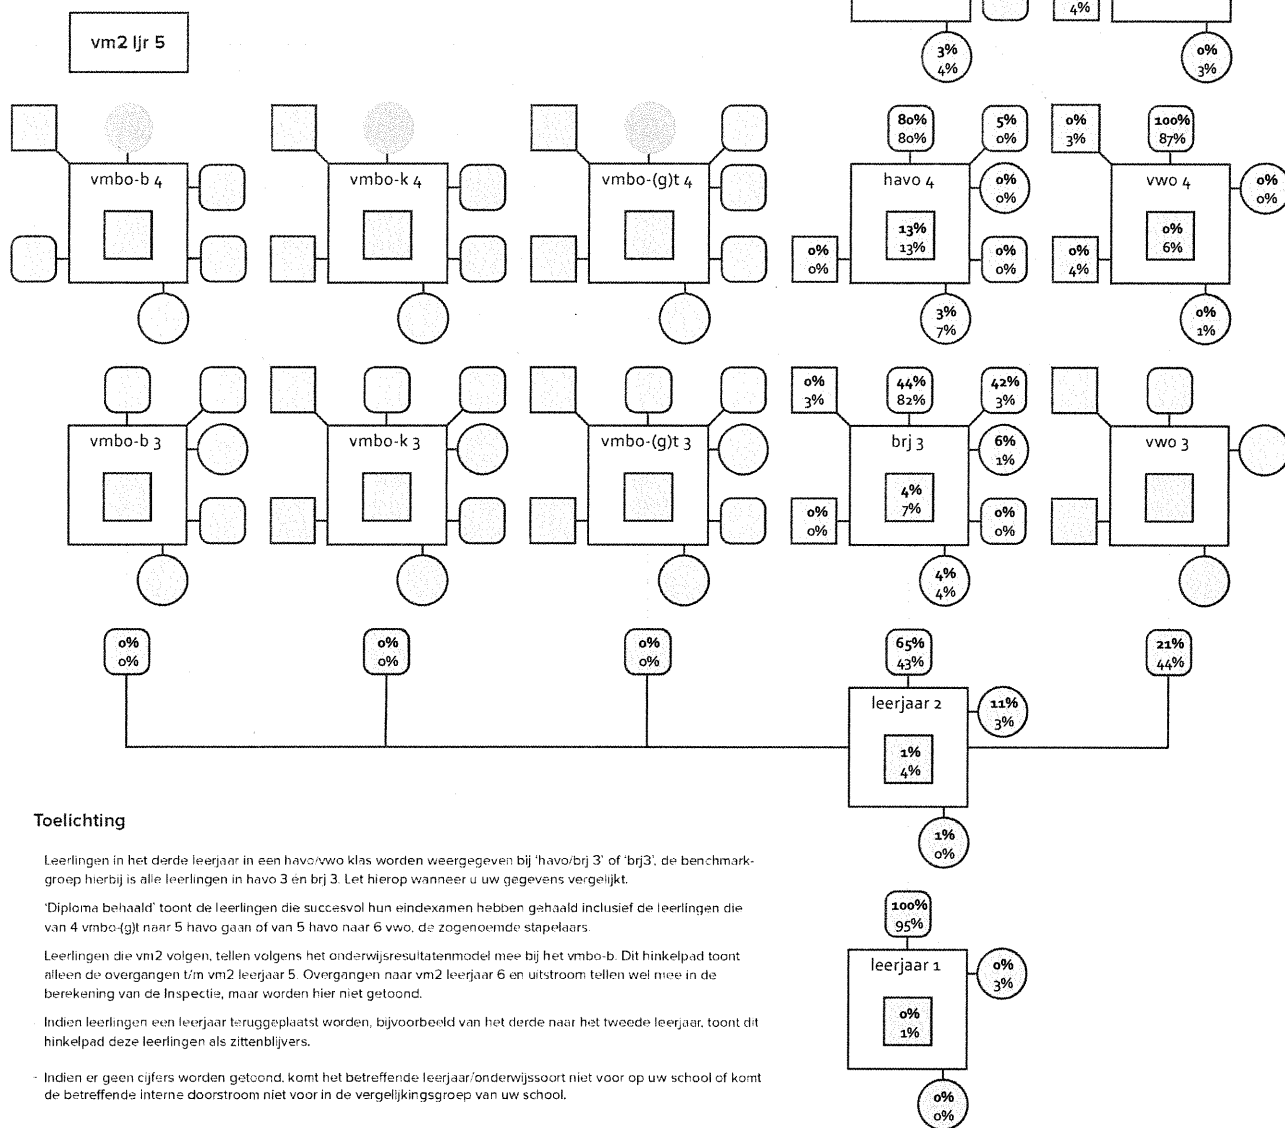 4%
vm2 ljr 5
3%
4%
0%
3%
80%
80%
5%
0%
0%
3%
100%
87%
vmbo-b 4
vmbo-k 4
vmbo-(g)t 4
havo 4
0%
0%
vwo 4
0%
0%
13%
13%
0%
6%
0%
0%
0%
0%
0%
4%
3%
7%
0%
1%
0%
3%
44%
82%
42%
3%
vmbo-b 3
vmbo-k 3
vmbo-(g)t 3
brj 3
6%
1%
vwo 3
4%
7%
0%
0%
0%
0%
4%
4%
0%
0%
0%
0%
0%
0%
65%
43%
21%
44%
leerjaar 2
11%
3%
1%
4%
1%
0%
Toelichting
Leerlingen in het derde leerjaar in een havo/vwo klas worden weergegeven bij 'havo/brj 3' of 'brj3', de benchmark-
groep hierbij is alle leerlingen in havo 3 en brj 3. Let hierop wanneer u uw gegevens vergelijkt.
'Diploma behaald' toont de leerlingen die succesvol hun eindexamen hebben gehaald inclusief de leerlingen die
van 4 vmbo-(g)t naar 5 havo gaan of van 5 havo naar 6 vwo, de zogenoemde stapelaars.
Leerlingen die vm2 volgen, tellen volgens het onderwijsresultatenmodel mee bij het vmbo-b. Dit hinkelpad toont
alleen de overgangen t/m vm2 leerjaar 5. Overgangen naar vm2 leerjaar 6 en uitstroom tellen wel mee in de
berekening van de Inspectie, maar worden hier niet getoond.
Indien leerlingen een leerjaar teruggeplaatst worden, bijvoorbeeld van het derde naar het tweede leerjaar, toont dit
hinkelpad deze leerlingen als zittenblijvers.
- Indien er geen cijfers worden getoond, komt het betreffende leerjaar/onderwijssoort niet voor op uw school of komt
de betreffende interne doorstroom niet voor in de vergelijkingsgroep van uw school.
100%
95%
leerjaar 1
0%
3%
0%
1%
0%
0%